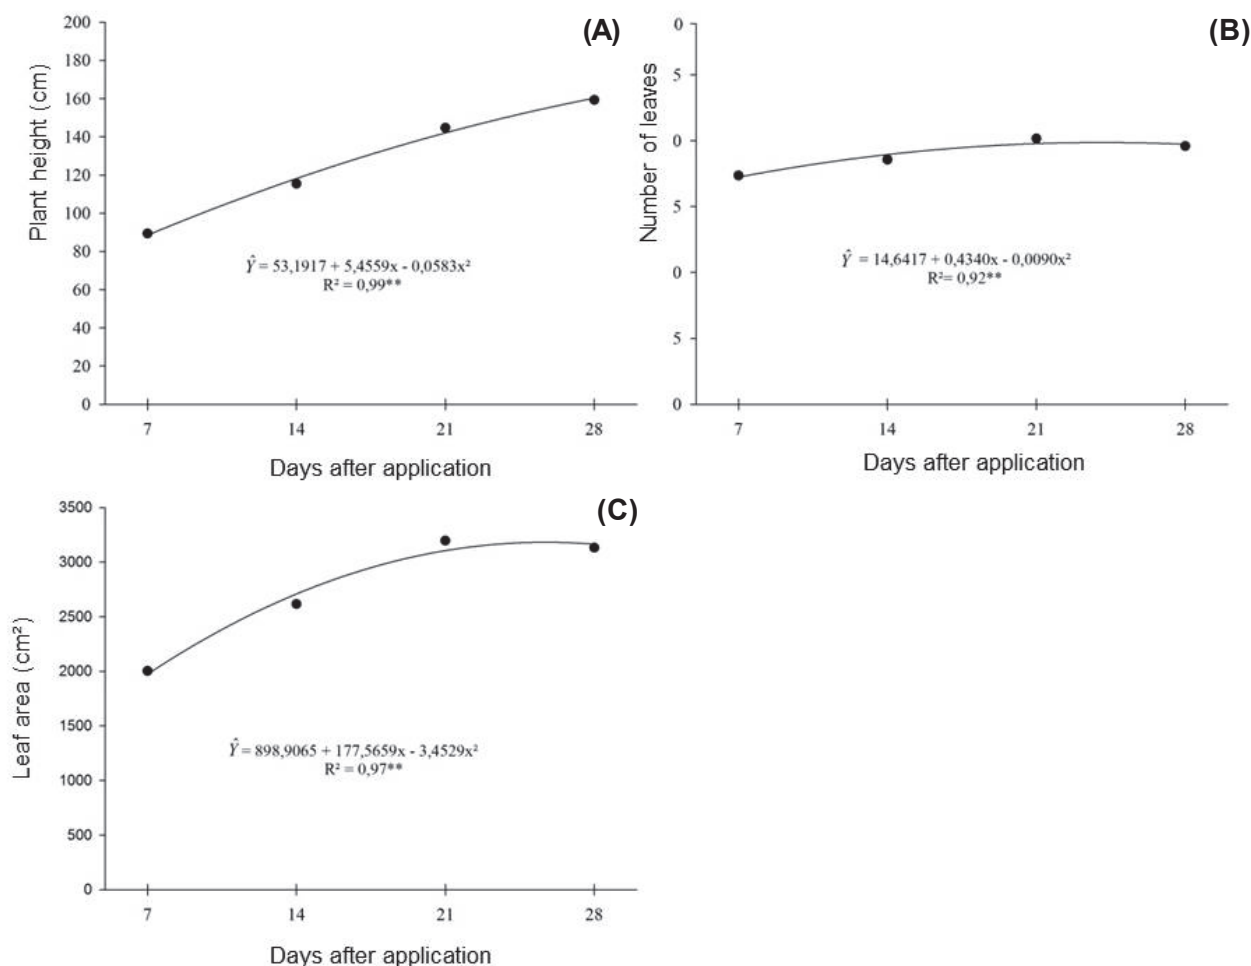 (A)
Plant height (cm)
200
180
160
140
120
100
80
60
40
20
0
Ŷ = 53,1917 + 5,4559x - 0,0583x²
R² = 0,99**
7 14 21 28
Days after application
(B)
Number of leaves
0
5
0
5
0
5
0
Ŷ = 14,6417 + 0,4340x - 0,0090x²
R²= 0,92**
7 14 21 28
Days after application
(C)
Leaf area (cm²)
3500
3000
2500
2000
1500
1000
500
0
Ŷ = 898,9065 + 177,5659x - 3,4529x²
R² = 0,97**
7 14 21 28
Days after application